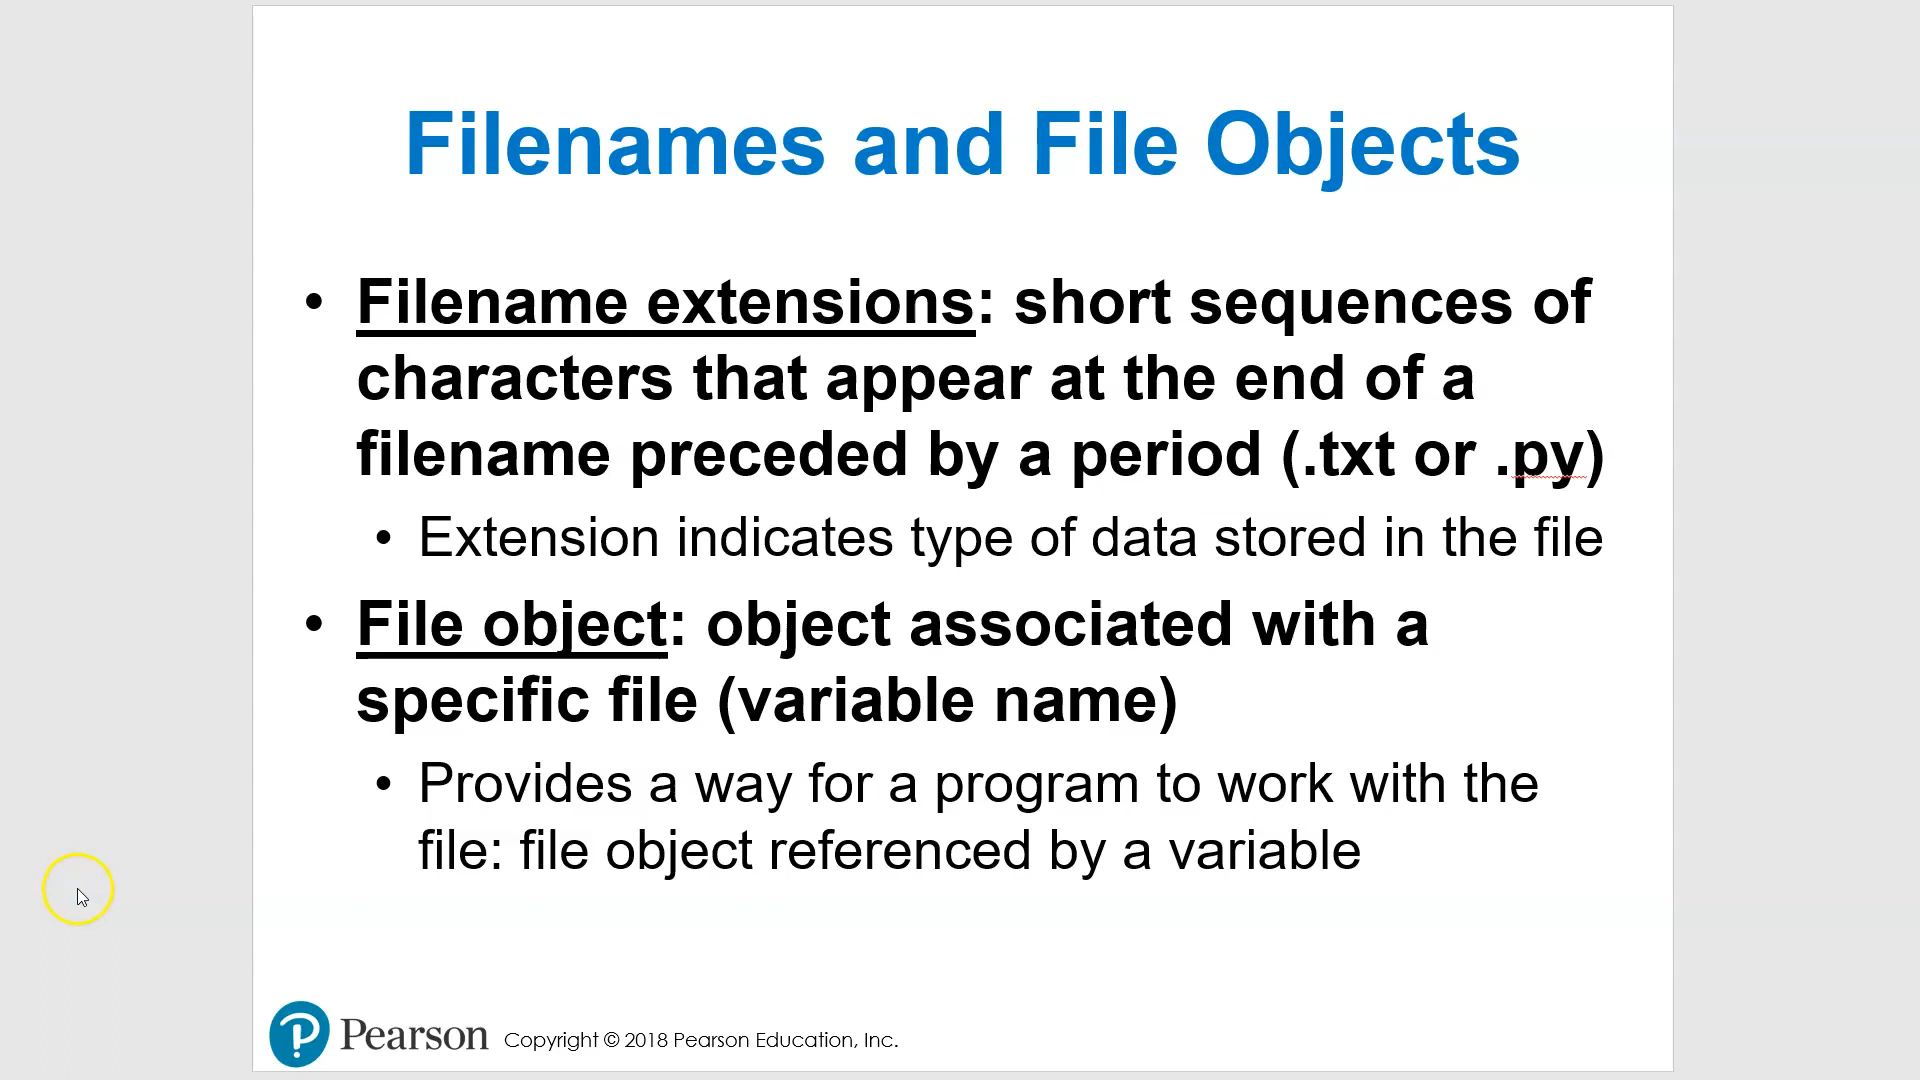 Filenames and File Objects
• Filename extensions: short sequences of
characters that appear at the end of a
filename preceded by a period (.txt or .py)
• Extension indicates type of data stored in the file
• File object: object associated with a
specific file (variable name)
• Provides a way for a program to work with the
file: file object referenced by a variable
Pearson Copyright © 2018 Pearson Education, Inc.